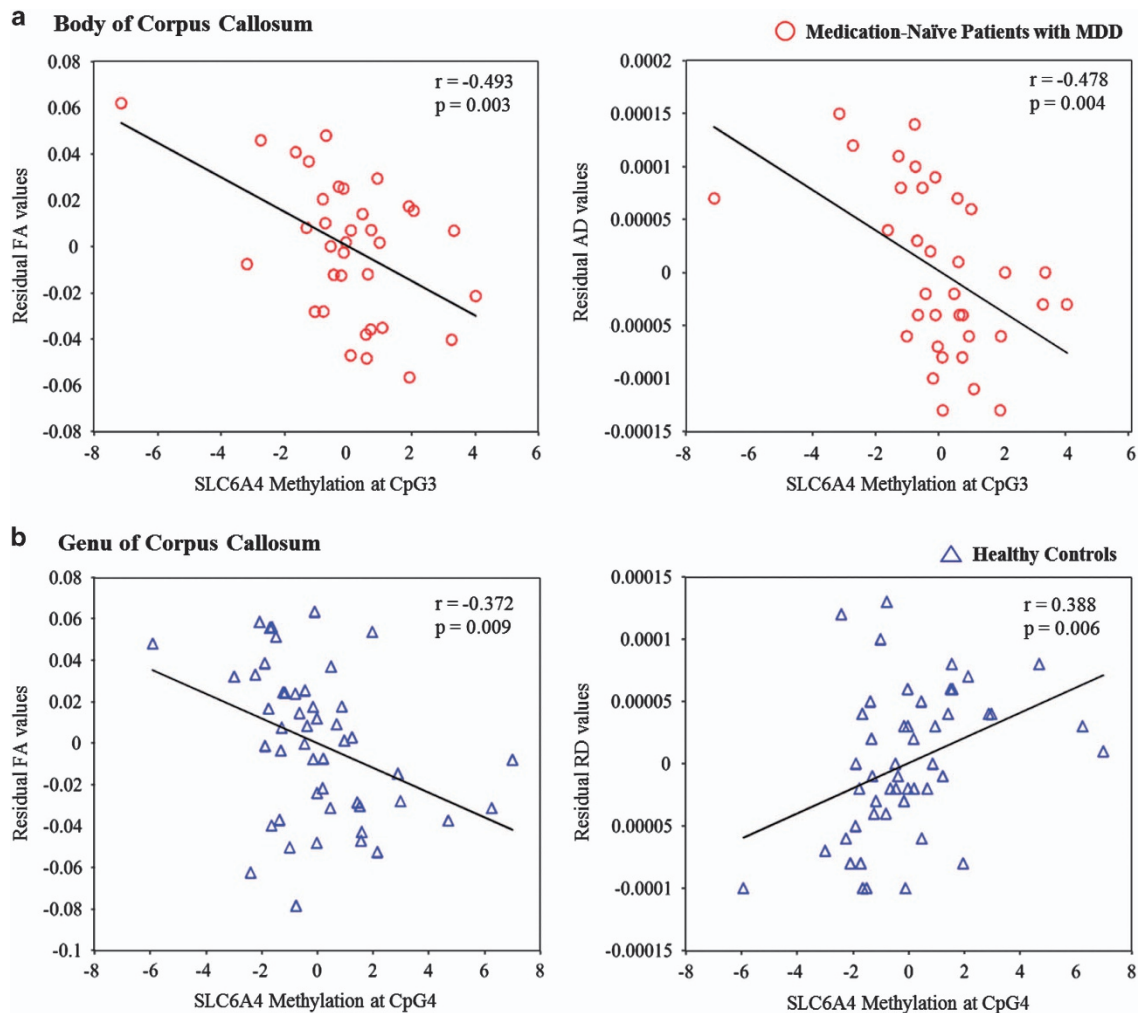 a
Body of Corpus Callosum
Medication-Naïve Patients with MDD
r = -0.493
p = 0.003
0.08
0.06
0.04
0.02
0
-0.02
-0.04
-0.06
-0.08
Residual FA values
-8 -6 -4 -2 0 2 4 6
SLC6A4 Methylation at CpG3
r = -0.478
p = 0.004
0.0002
0.00015
0.0001
0.00005
0
0.00005
-0.0001
-0.00015
Residual AD values
-8 -6 -4 -2 0 2 4 6
SLC6A4 Methylation at CpG3
b
Genu of Corpus Callosum
Healthy Controls
r = -0.372
p = 0.009
0.08
0.06
0.04
0.02
0
-0.02
-0.04
-0.06
-0.08
-0.1
Residual FA values
-8 -6 -4 -2 0 2 4 6 8
SLC6A4 Methylation at CpG4
r = 0.388
p = 0.006
0.00015
0.0001
0.00005
0
0.00005
-0.0001
-0.00015
Residual RD values
-8 -6 -4 -2 0 2 4 6 8
SLC6A4 Methylation at CpG4